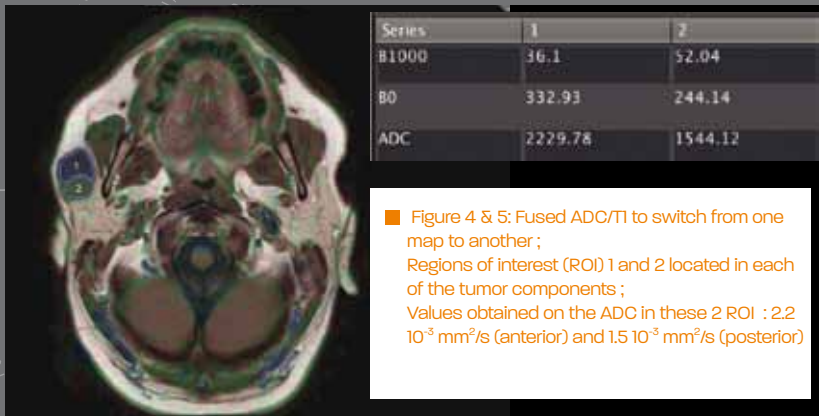 Series 1 2
B1000 36.1 52.04
B0 332.93 244.14
ADC 2229.78 1544.12
1
2
Figure 4 & 5: Fused ADC/T1 to switch from one
map to another ;
Regions of interest (ROI) 1 and 2 located in each
of the tumor components ;
Values obtained on the ADC in these 2 ROI : 2.2
10⁻³ mm²/s (anterior) and 1.5 10⁻³ mm²/s (posterior)